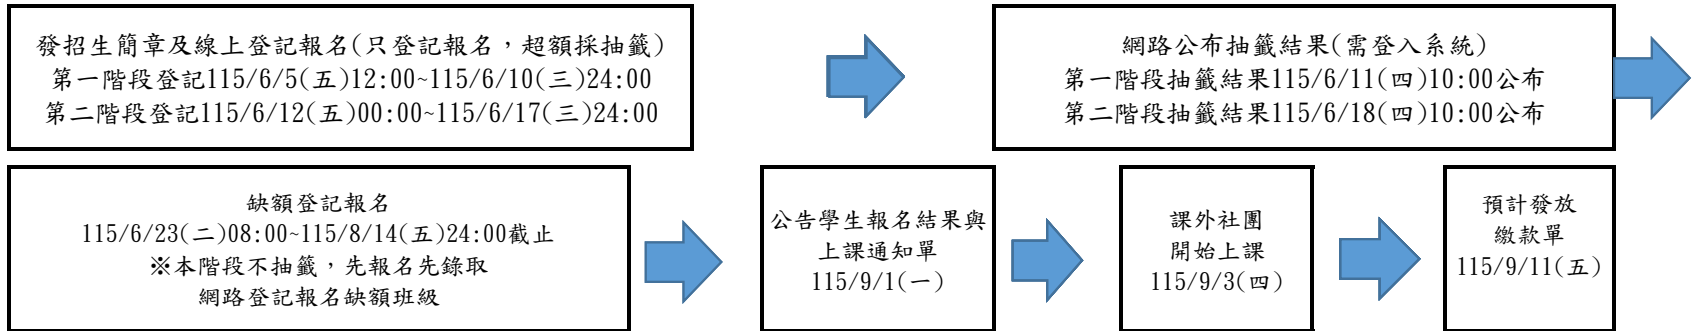 發招生簡章及線上登記報名(只登記報名，超額採抽籤)
第一階段登記115/6/5(五)12:00~115/6/10(三)24:00
第二階段登記115/6/12(五)00:00~115/6/17(三)24:00
網路公布抽籤結果(需登入系統)
第一階段抽籤結果115/6/11(四)10:00公布
第二階段抽籤結果115/6/18(四)10:00公布
缺額登記報名
115/6/23(二)08:00~115/8/14(五)24:00截止
※本階段不抽籤，先報名先錄取
網路登記報名缺額班級
公告學生報名結果與
上課通知單
115/9/1(一)
課外社團
開始上課
115/9/3(四)
預計發放
繳款單
115/9/11(五)